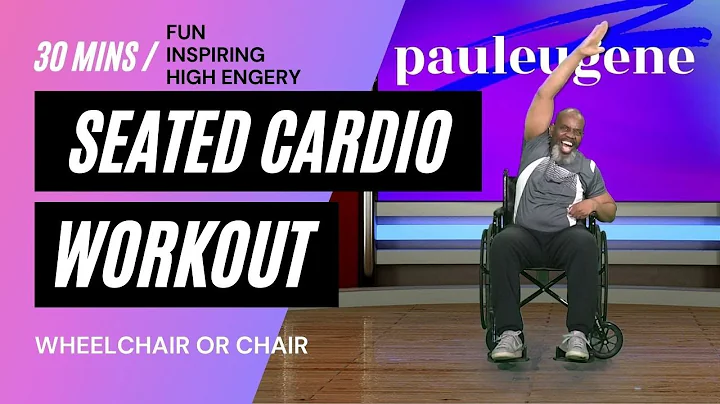 30 MINS /
FUN
INSPIRING
HIGH ENGERY
SEATED CARDIO
WORKOUT
WHEELCHAIR OR CHAIR
pauleugene